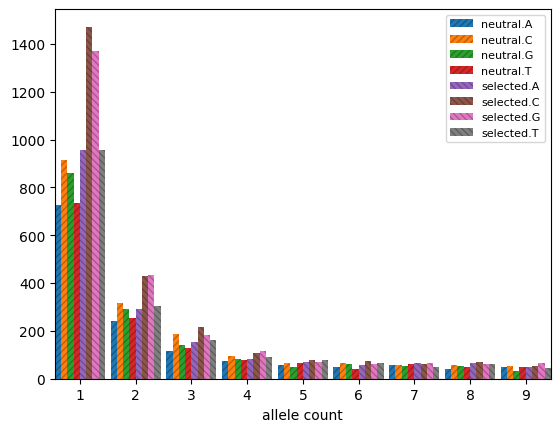 1400
1200
1000
800
600
400
200
0
1 2 3 4 5 6 7 8 9
allele count
neutral.A
neutral.C
neutral.G
neutral.T
selected.A
selected.C
selected.G
selected.T